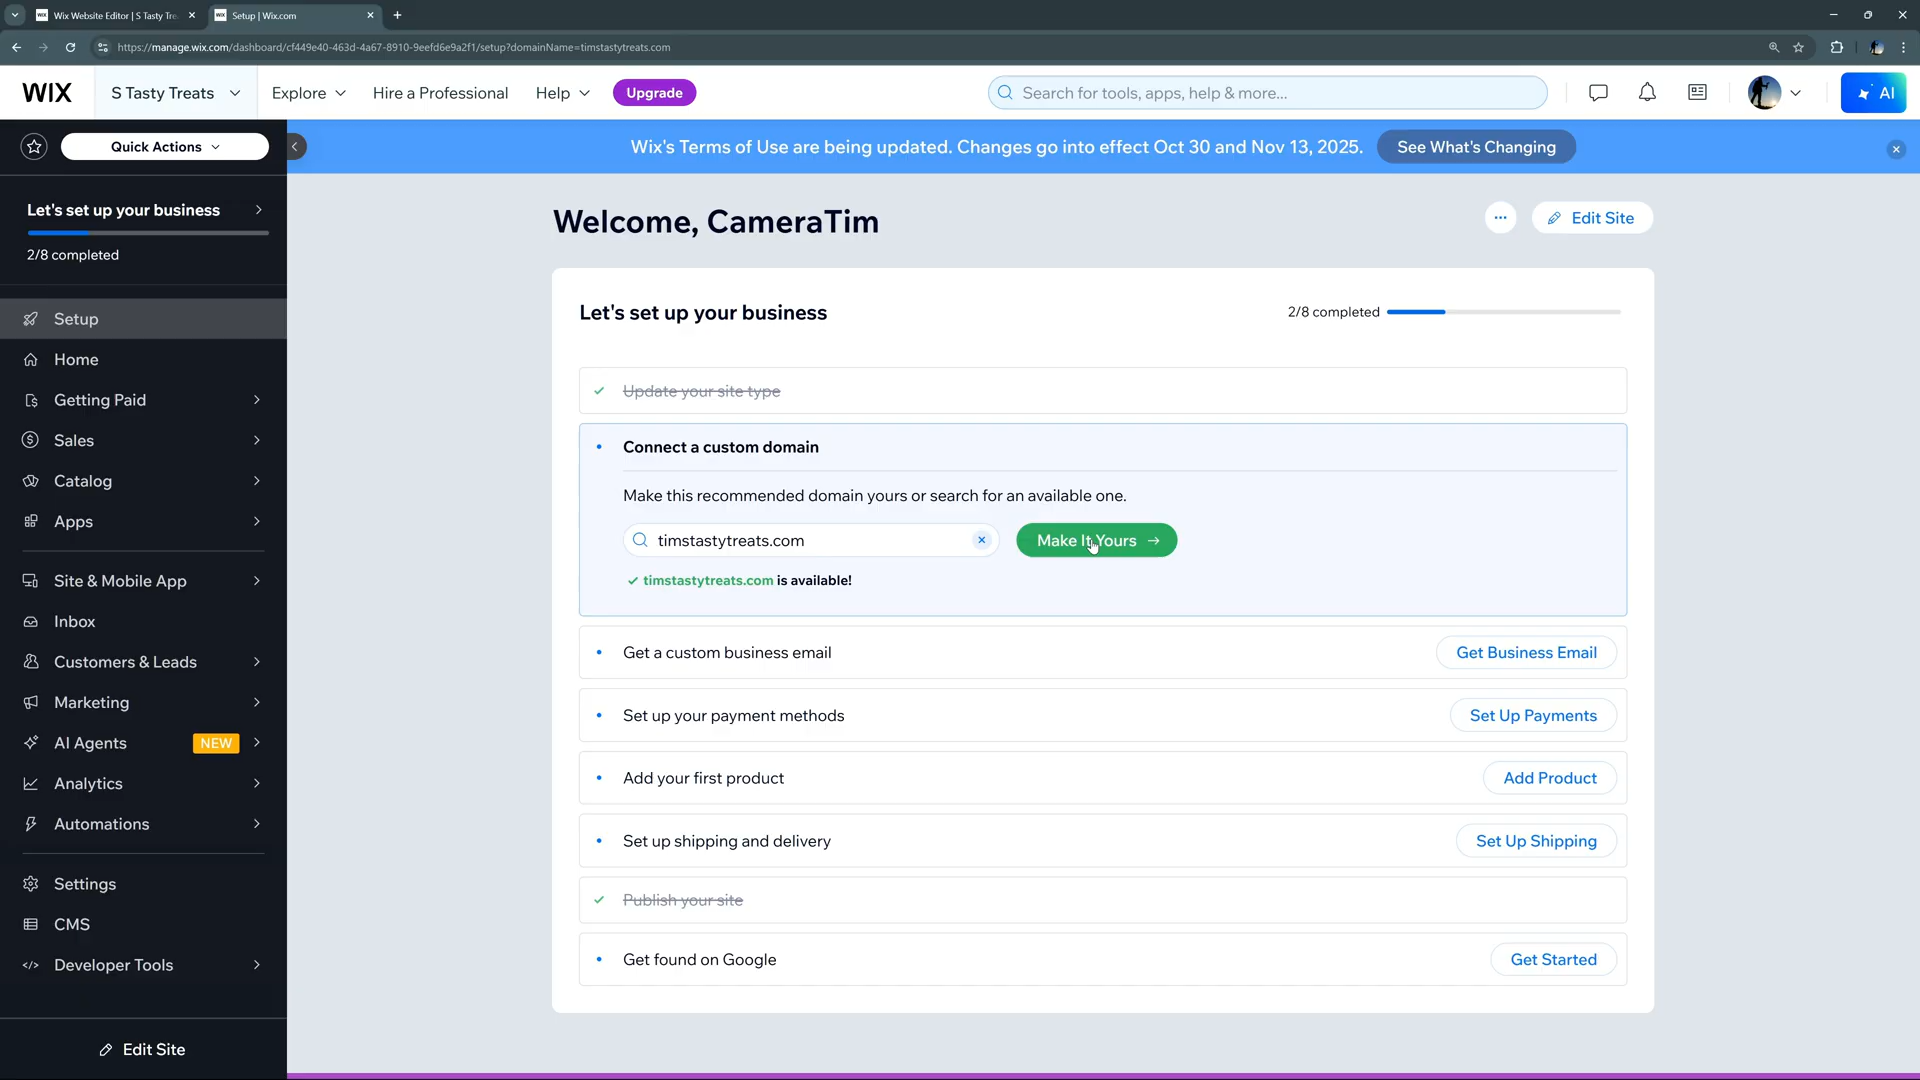 Wix Website Editor | S Tasty Tre
Setup | Wix.com
https://manage.wix.com/dashboard/cf449e40-463d-4a67-8910-9eefd6e9a2f1/setup?domainName=timstastytreats.com
WIX
S Tasty Treats
Explore
Hire a Professional
Help
Upgrade
Search for tools, apps, help & more...
AI
Quick Actions
Wix's Terms of Use are being updated. Changes go into effect Oct 30 and Nov 13, 2025.
See What's Changing
Let's set up your business
2/8 completed
Setup
Home
Getting Paid
Sales
Catalog
Apps
Site & Mobile App
Inbox
Customers & Leads
Marketing
AI Agents
NEW
Analytics
Automations
Settings
CMS
Developer Tools
Edit Site
Welcome, CameraTim
Edit Site
Let's set up your business
2/8 completed
Update your site type
Connect a custom domain
Make this recommended domain yours or search for an available one.
timstastytreats.com
Make It Yours
timstastytreats.com is available!
Get a custom business email
Get Business Email
Set up your payment methods
Set Up Payments
Add your first product
Add Product
Set up shipping and delivery
Set Up Shipping
Publish your site
Get found on Google
Get Started